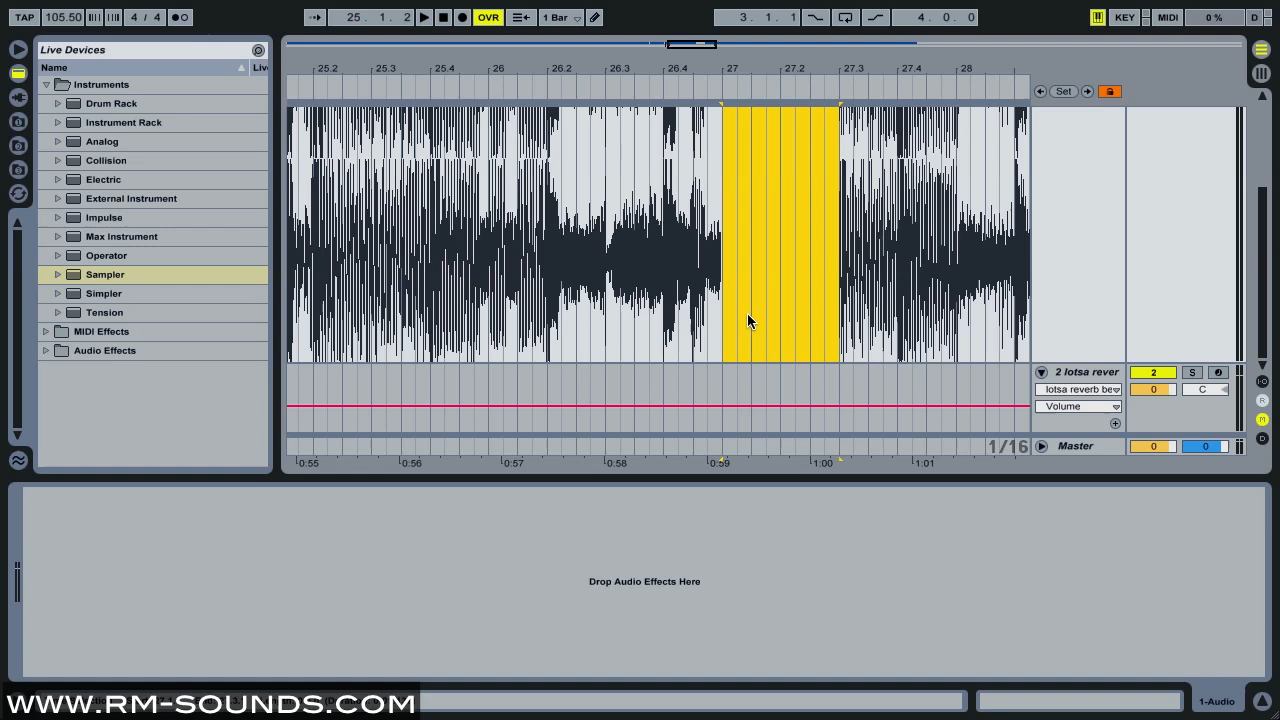 TAP 105.50 4 / 4 25. 1. 2 OVR 1 Bar 3. 1. 1 4. 0. 0 KEY MIDI 0 % D
Live Devices
Name Live
Instruments
Drum Rack
Instrument Rack
Analog
Collision
Electric
External Instrument
Impulse
Max Instrument
Operator
Sampler
Simpler
Tension
MIDI Effects
Audio Effects
25.2 25.3 25.4 26 26.2 26.3 26.4 27 27.2 27.3 27.4 28
Set
2 lotsa rever 2 S
lotsa reverb be 0 C
Volume
1/16 Master 0 0
0:55 0:56 0:57 0:58 0:59 1:00 1:01
I·O
R
M
D
Drop Audio Effects Here
WWW.RM-SOUNDS.COM
1-Audio